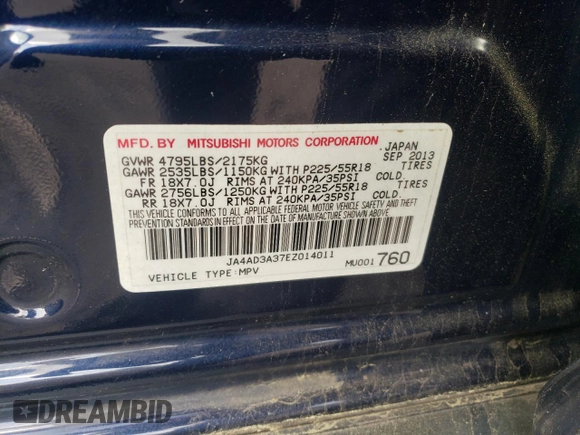 MFD. BY MITSUBISHI MOTORS CORPORATION JAPAN
GVWR 4795LBS/2175KG SEP 2013
GAWR 2535LBS/1150KG WITH P225/55R18 TIRES
FR 18X7.0J RIMS AT 240KPA/35PSI COLD
GAWR 2756LBS/1250KG WITH P225/55R18 TIRES
RR 18X7.0J RIMS AT 240KPA/35PSI COLD
THIS VEHICLE CONFORMS TO ALL APPLICABLE FEDERAL MOTOR VEHICLE SAFETY AND THEFT
PREVENTION STANDARDS IN EFFECT ON THE DATE OF MANUFACTURE SHOWN ABOVE.
JA4AD3A37EZ014011
VEHICLE TYPE:MPV MU001760
DREAMBID